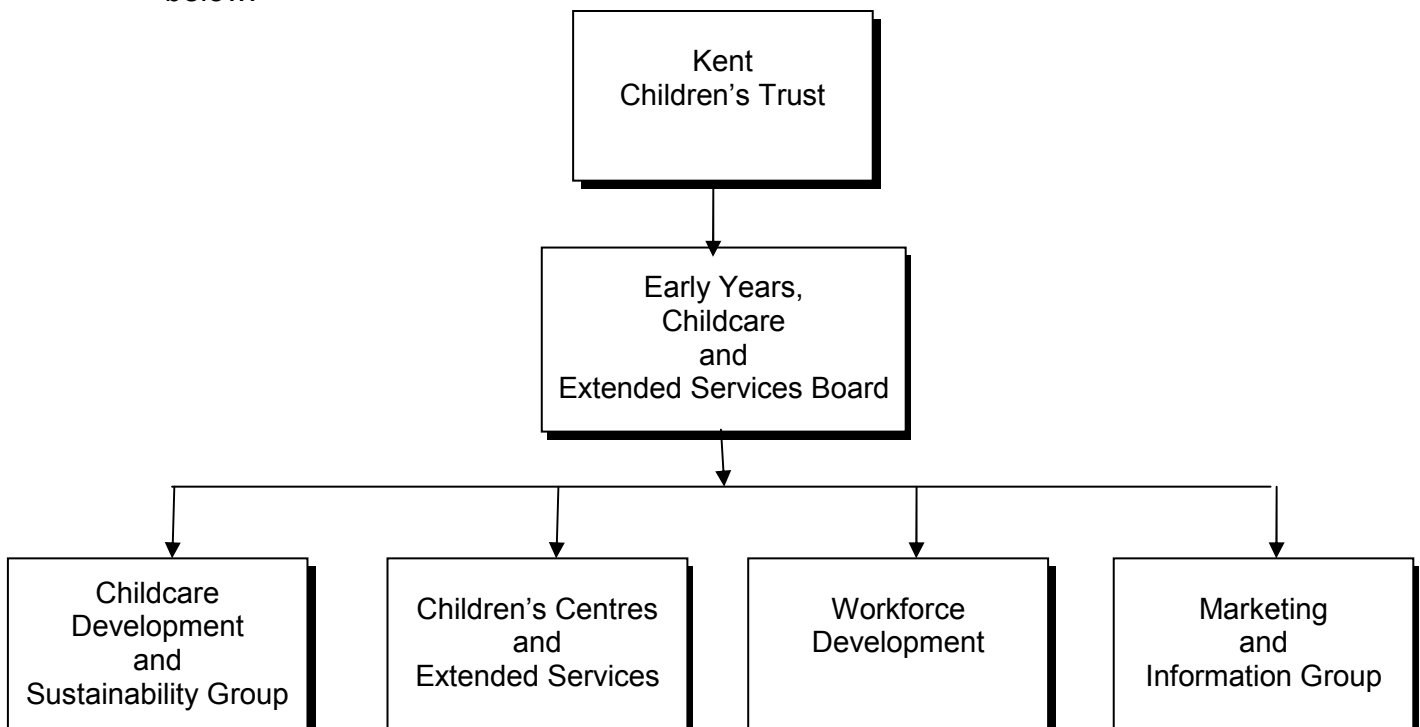 below.
Kent
Children's Trust
Early Years,
Childcare
and
Extended Services Board
Childcare
Development
and
Sustainability Group
Children's Centres
and
Extended Services
Workforce
Development
Marketing
and
Information Group